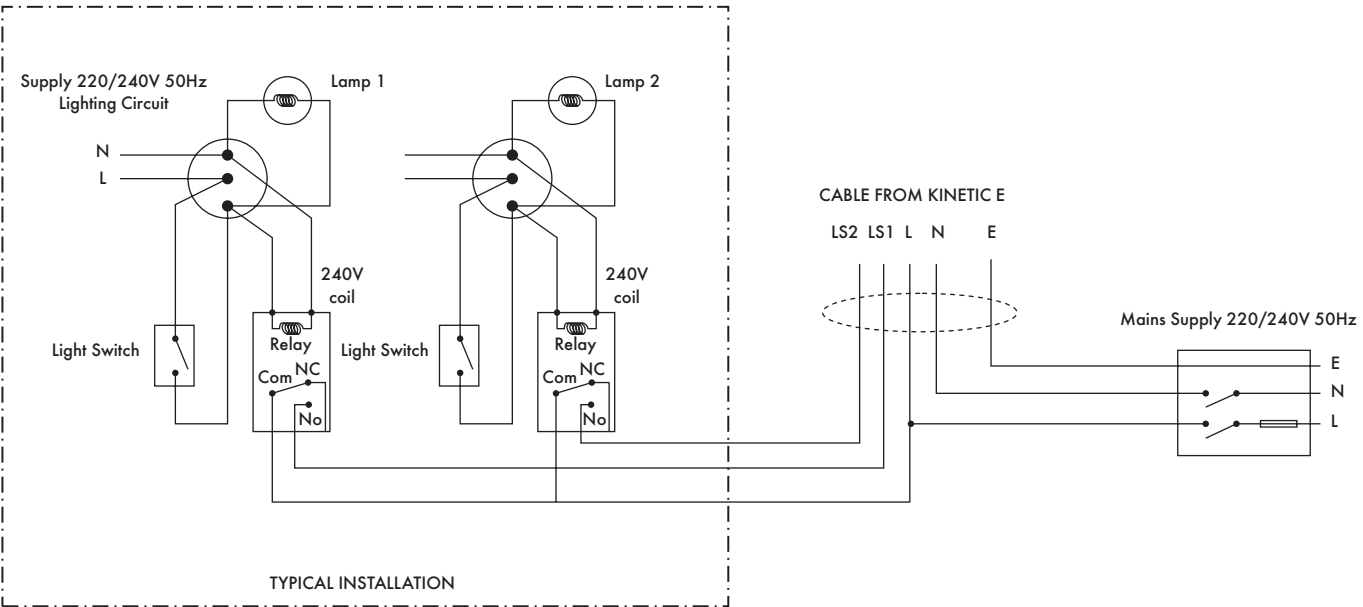 Supply 220/240V 50Hz
Lighting Circuit
Lamp 1
Lamp 2
N
L
CABLE FROM KINETIC E
LS2 LS1 L N E
240V
coil
240V
coil
Mains Supply 220/240V 50Hz
Light Switch
Relay
Light Switch
Relay
Com NC
No
Com NC
No
E
N
L
TYPICAL INSTALLATION